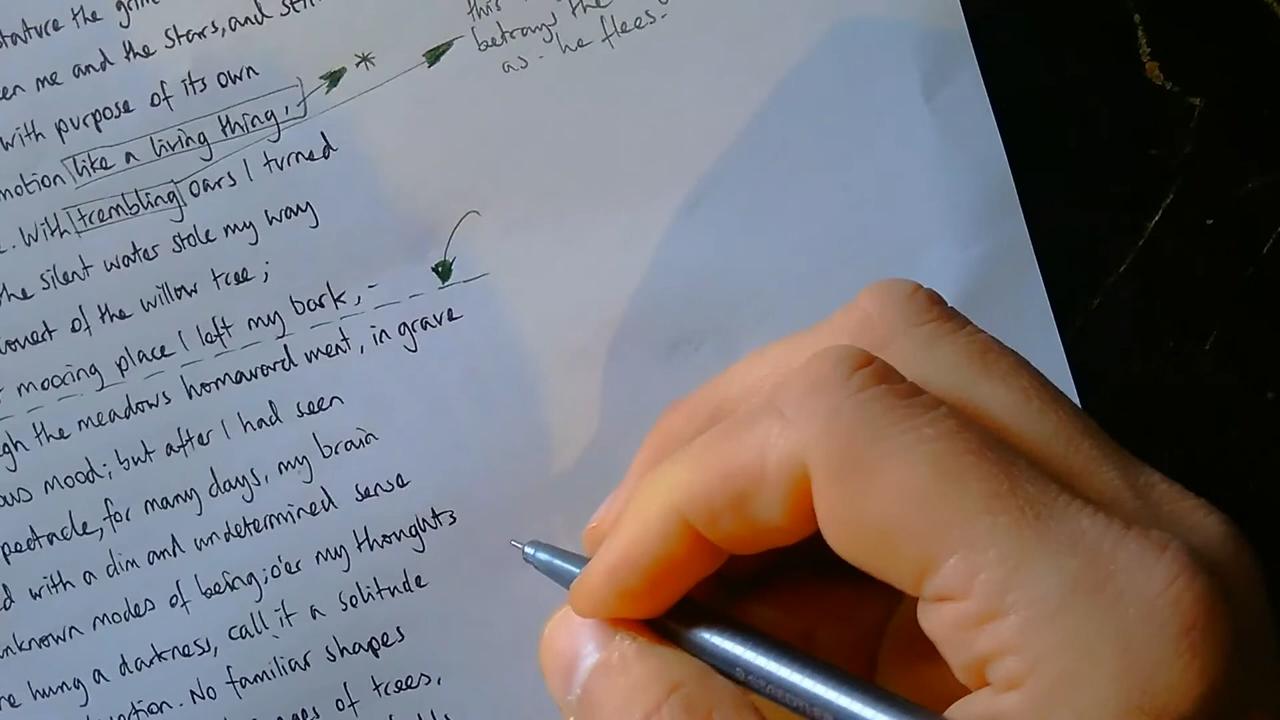 stature the grim
en me and the stars, and still
with purpose of its own
motion like a living thing, *
. With trembling oars I turned
the silent water stole my way
covert of the willow tree;
mooring place I left my bark,-
gh the meadows homeward went, in grave
ous mood; but after I had seen
pectacle, for many days, my brain
d with a dim and undetermined sense
unknown modes of being; o'er my thoughts
re hung a darkness, call it a solitude
No familiar shapes
of trees,
this
betrays the
as he flees.